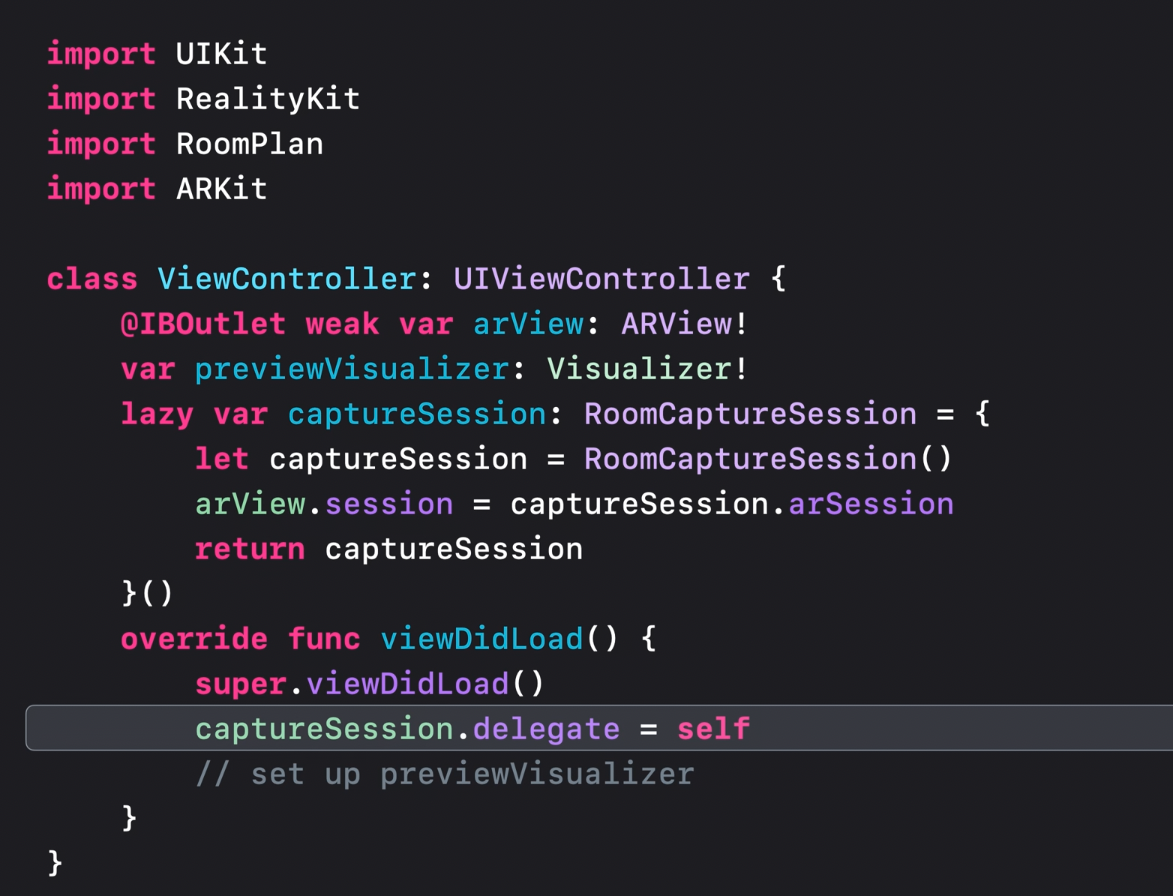 import UIKit
import RealityKit
import RoomPlan
import ARKit

class ViewController: UIViewController {
    @IBOutlet weak var arView: ARView!
    var previewVisualizer: Visualizer!
    lazy var captureSession: RoomCaptureSession = {
        let captureSession = RoomCaptureSession()
        arView.session = captureSession.arSession
        return captureSession
    }()
    override func viewDidLoad() {
        super.viewDidLoad()
        captureSession.delegate = self
        // set up previewVisualizer
    }
}